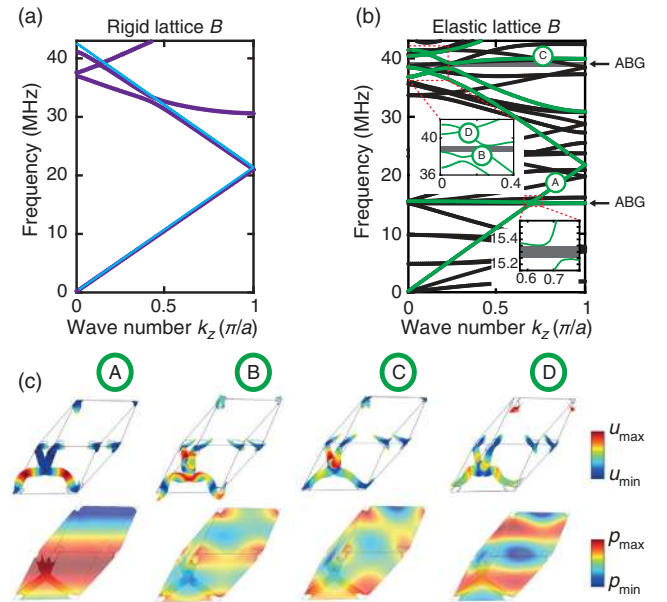 (a) Rigid lattice B
Frequency (MHz)
40
30
20
10
0
0 0.5 1
Wave number kz (π/a)
(b) Elastic lattice B
Frequency (MHz)
40
30
20
10
0
0 0.5 1
Wave number kz (π/a)
C
ABG
D
B
40
36
0 0.4
A
ABG
15.4
15.2
0.6 0.7
(c)
A B C D
umax
umin
pmax
pmin